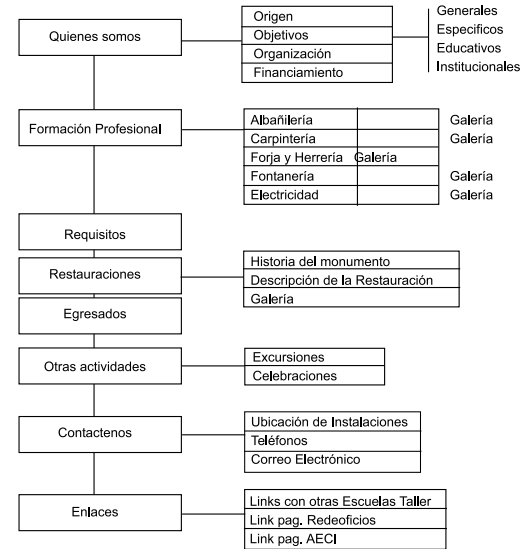 Quienes somos
Origen
Objetivos
Organización
Financiamiento
Generales
Especificos
Educativos
Institucionales
Formación Profesional
Albañilería Galería
Carpintería Galería
Forja y Herrería Galería
Fontanería Galería
Electricidad Galería
Requisitos
Restauraciones
Historia del monumento
Descripción de la Restauración
Galería
Egresados
Otras actividades
Excursiones
Celebraciones
Contactenos
Ubicación de Instalaciones
Teléfonos
Correo Electrónico
Enlaces
Links con otras Escuelas Taller
Link pag. Redeoficios
Link pag. AECI